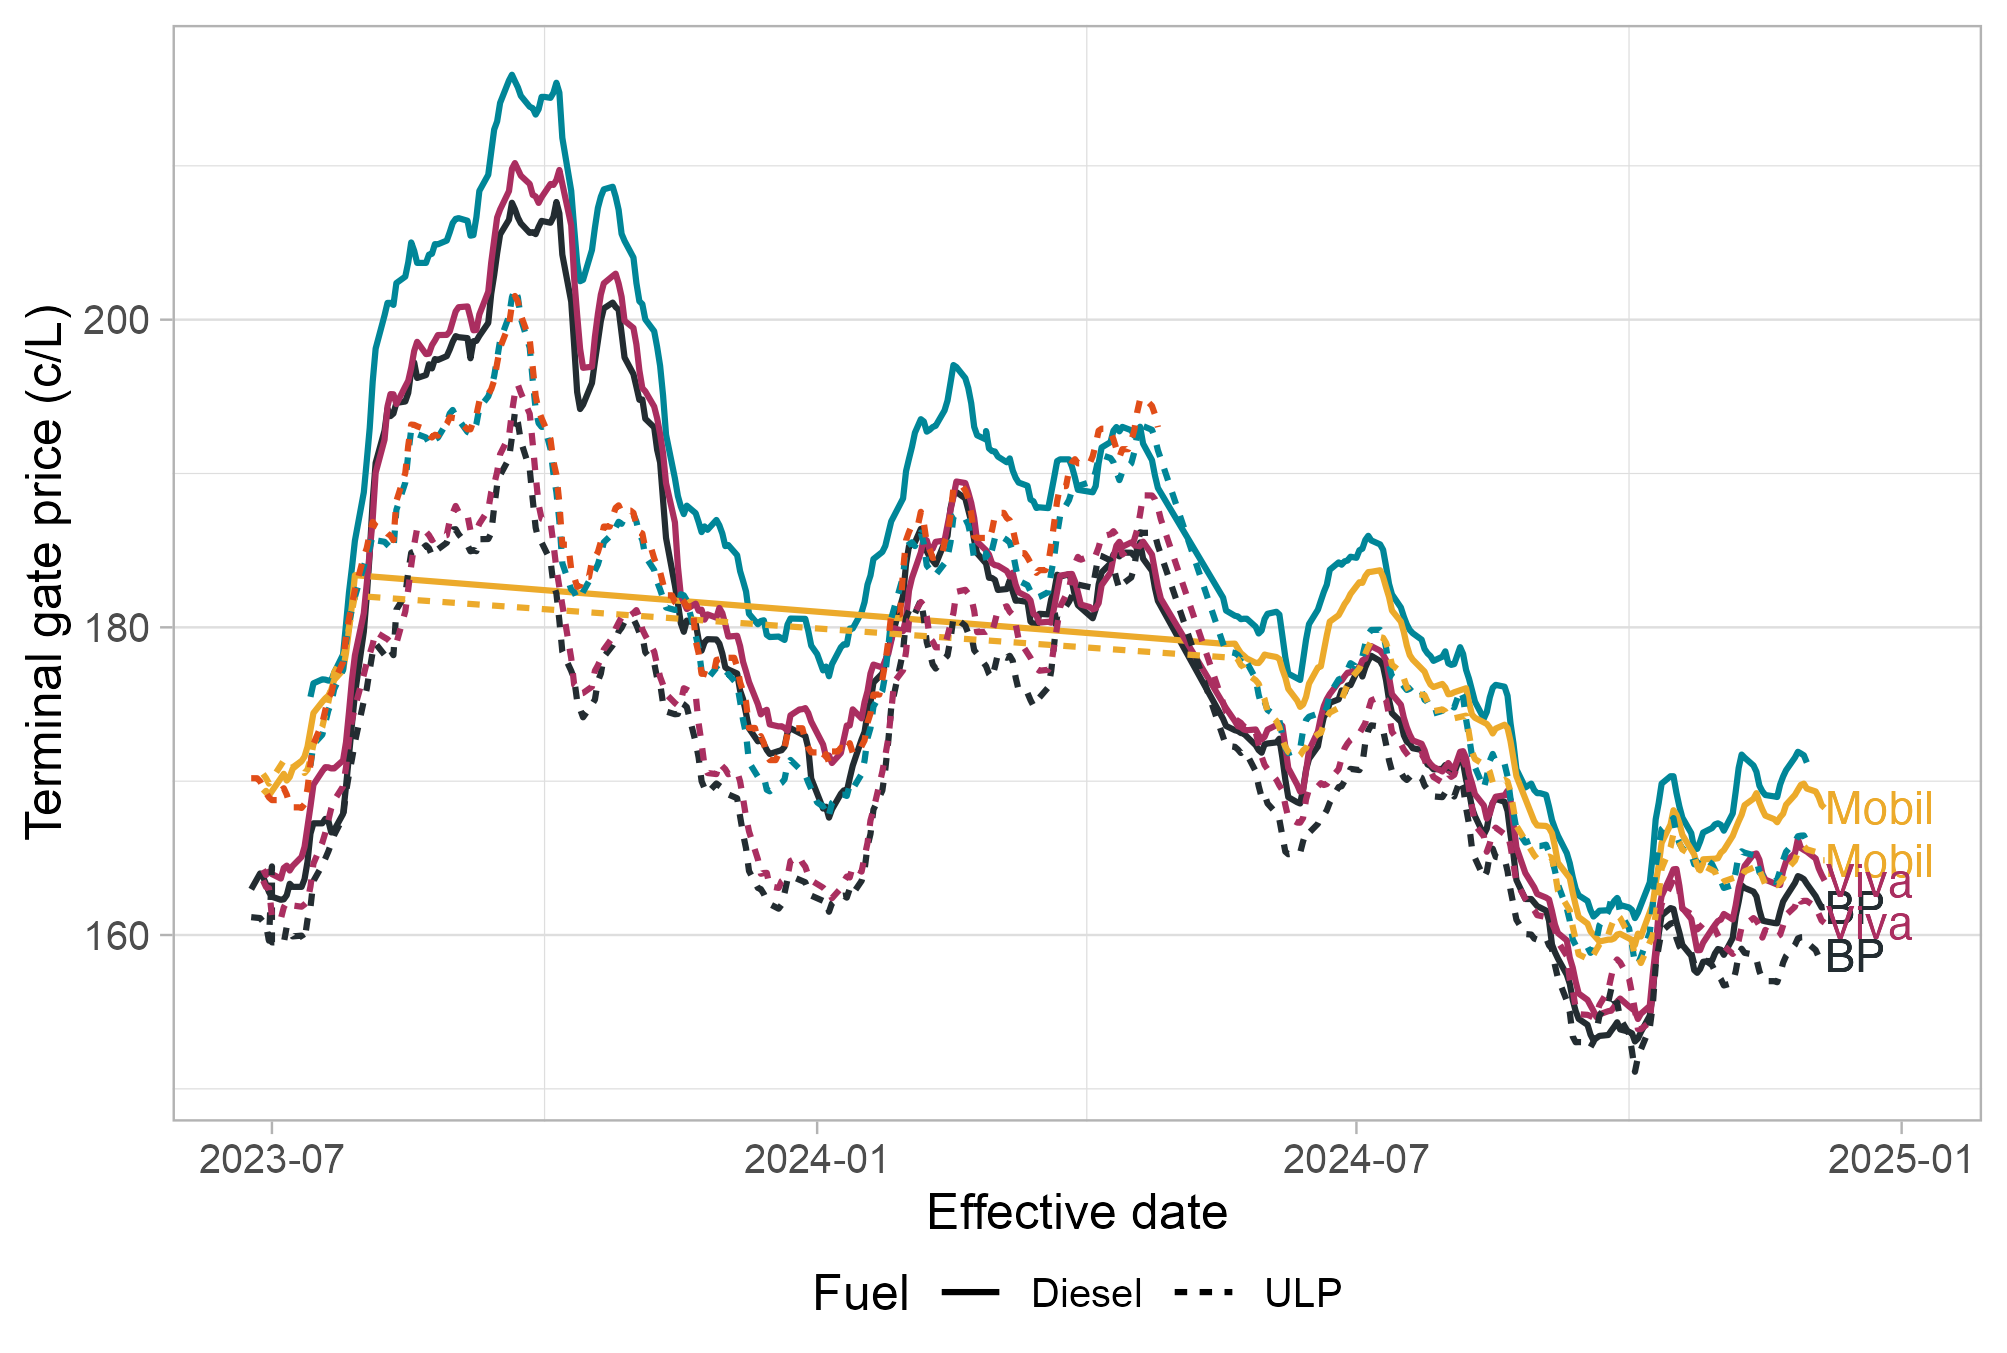 Terminal gate price (c/L)
200
180
160
Mobil
Mobil
Viva
BP
Viva
BP
2023-07
2024-01
2024-07
2025-01
Effective date
Fuel Diesel ULP